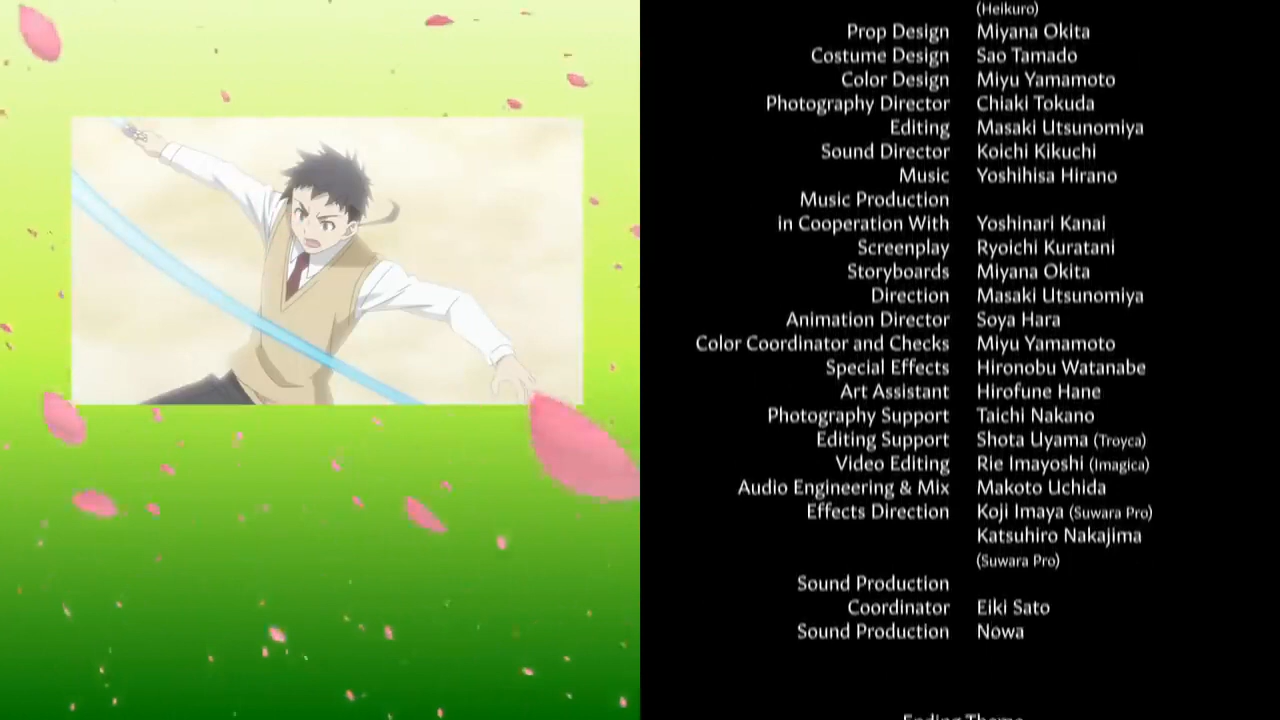 (Heikuro)
Prop Design Miyana Okita
Costume Design Sao Tamado
Color Design Miyu Yamamoto
Photography Director Chiaki Tokuda
Editing Masaki Utsunomiya
Sound Director Koichi Kikuchi
Music Yoshihisa Hirano
Music Production
in Cooperation With Yoshinari Kanai
Screenplay Ryoichi Kuratani
Storyboards Miyana Okita
Direction Masaki Utsunomiya
Animation Director Soya Hara
Color Coordinator and Checks Miyu Yamamoto
Special Effects Hironobu Watanabe
Art Assistant Hirofune Hane
Photography Support Taichi Nakano
Editing Support Shota Uyama (Troyca)
Video Editing Rie Imayoshi (Imagica)
Audio Engineering & Mix Makoto Uchida
Effects Direction Koji Imaya (Suwara Pro)
Katsuhiro Nakajima
(Suwara Pro)
Sound Production
Coordinator Eiki Sato
Sound Production Nowa
Ending Theme